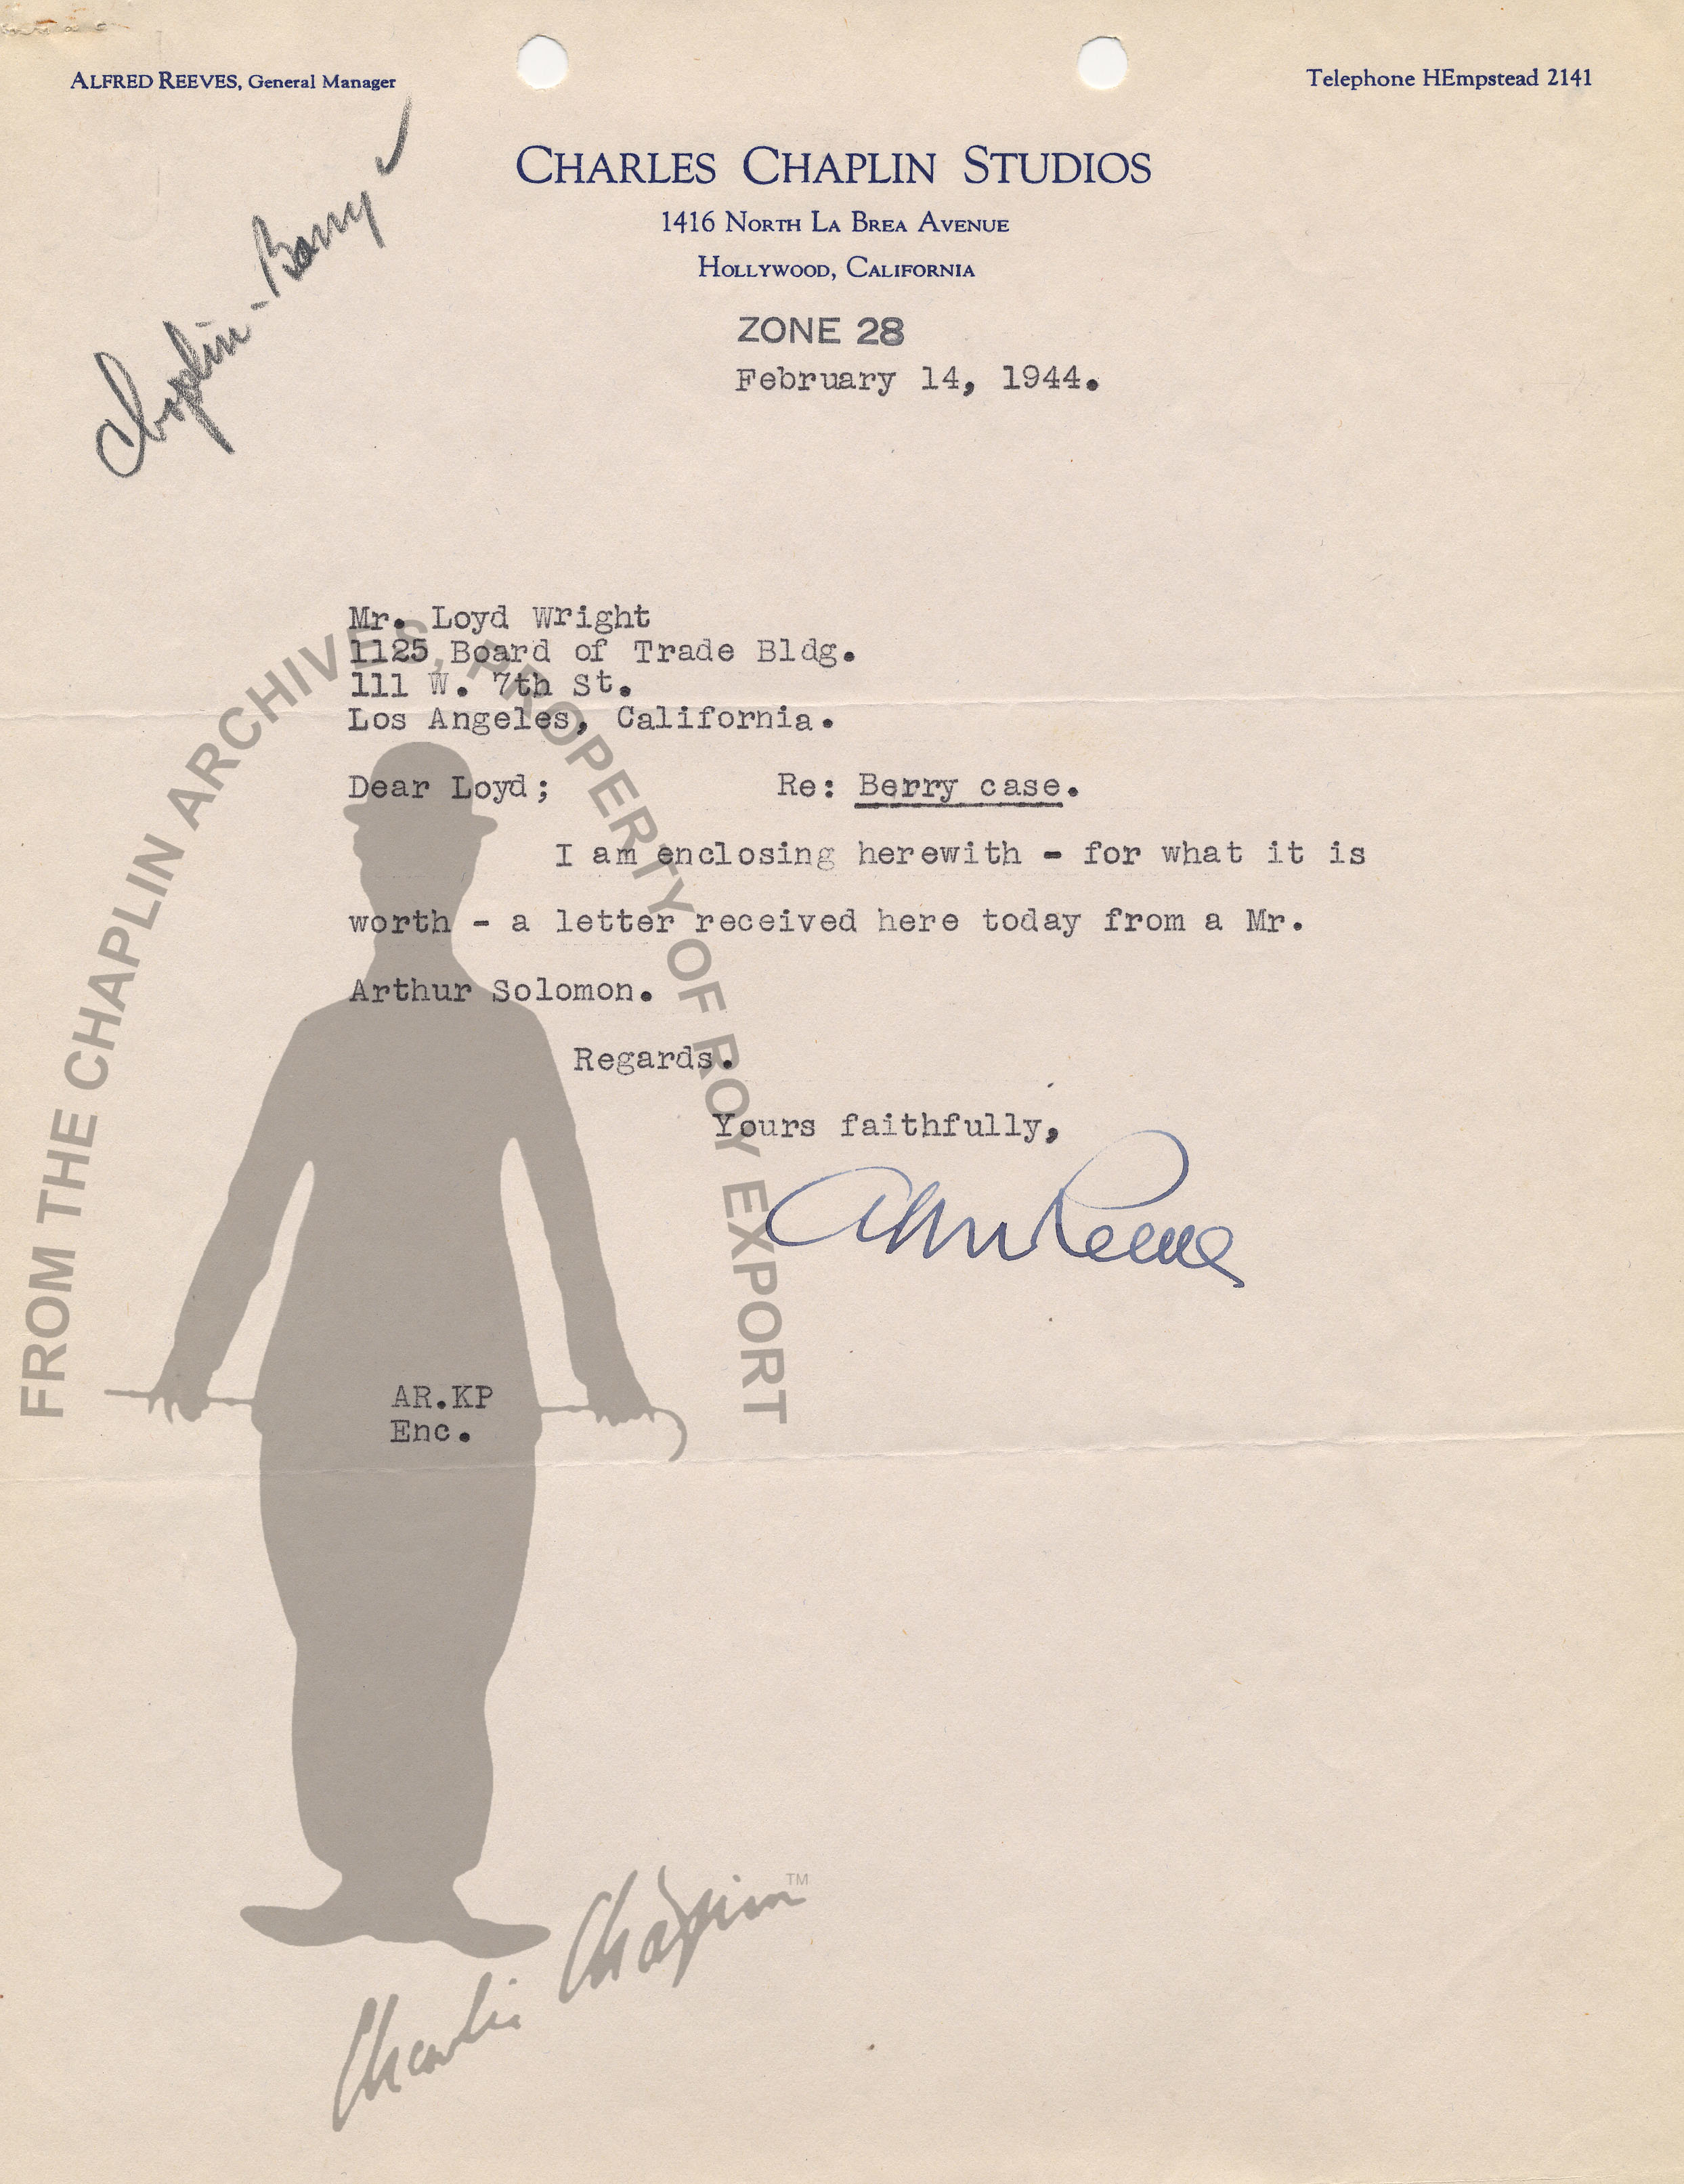 ALFRED REEVES, General Manager
Telephone HEmpstead 2141
CHARLES CHAPLIN STUDIOS
1416 NORTH LA BREA AVENUE
HOLLYWOOD, CALIFORNIA
ZONE 28
February 14, 1944.
Chaplin - Barry
Mr. Loyd Wright
1125 Board of Trade Bldg.
111 W. 7th St.
Los Angeles, California.
Dear Loyd; Re: Berry case.
I am enclosing herewith - for what it is
worth - a letter received here today from a Mr.
Arthur Solomon.
Regards.
Yours faithfully,
Alf Reeves
AR.KP
Enc.
FROM THE CHAPLIN ARCHIVES, PROPERTY OF ROY EXPORT
Charlie Chaplin TM